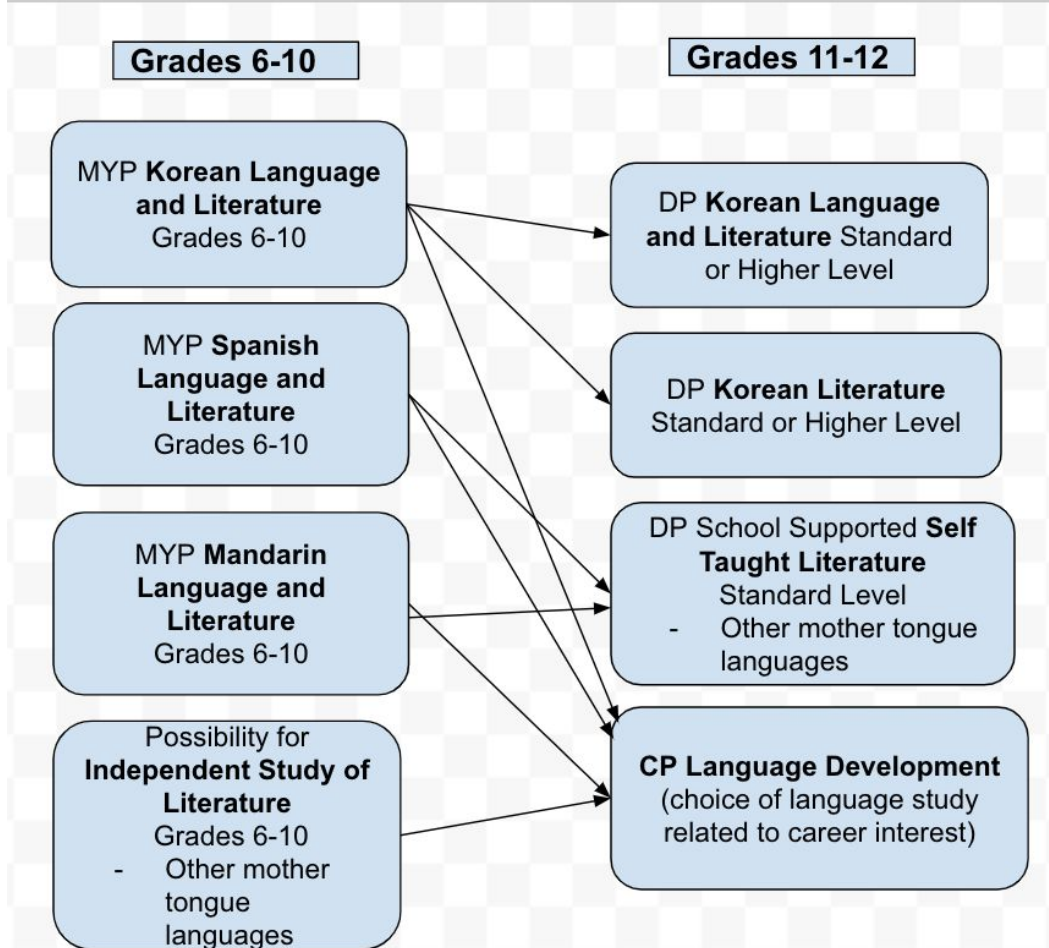 Grades 6-10
MYP Korean Language
and Literature
Grades 6-10
MYP Spanish
Language and
Literature
Grades 6-10
MYP Mandarin
Language and
Literature
Grades 6-10
Possibility for
Independent Study of
Literature
Grades 6-10
- Other mother
tongue
languages
Grades 11-12
DP Korean Language
and Literature Standard
or Higher Level
DP Korean Literature
Standard or Higher Level
DP School Supported Self
Taught Literature
Standard Level
- Other mother tongue
languages
CP Language Development
(choice of language study
related to career interest)